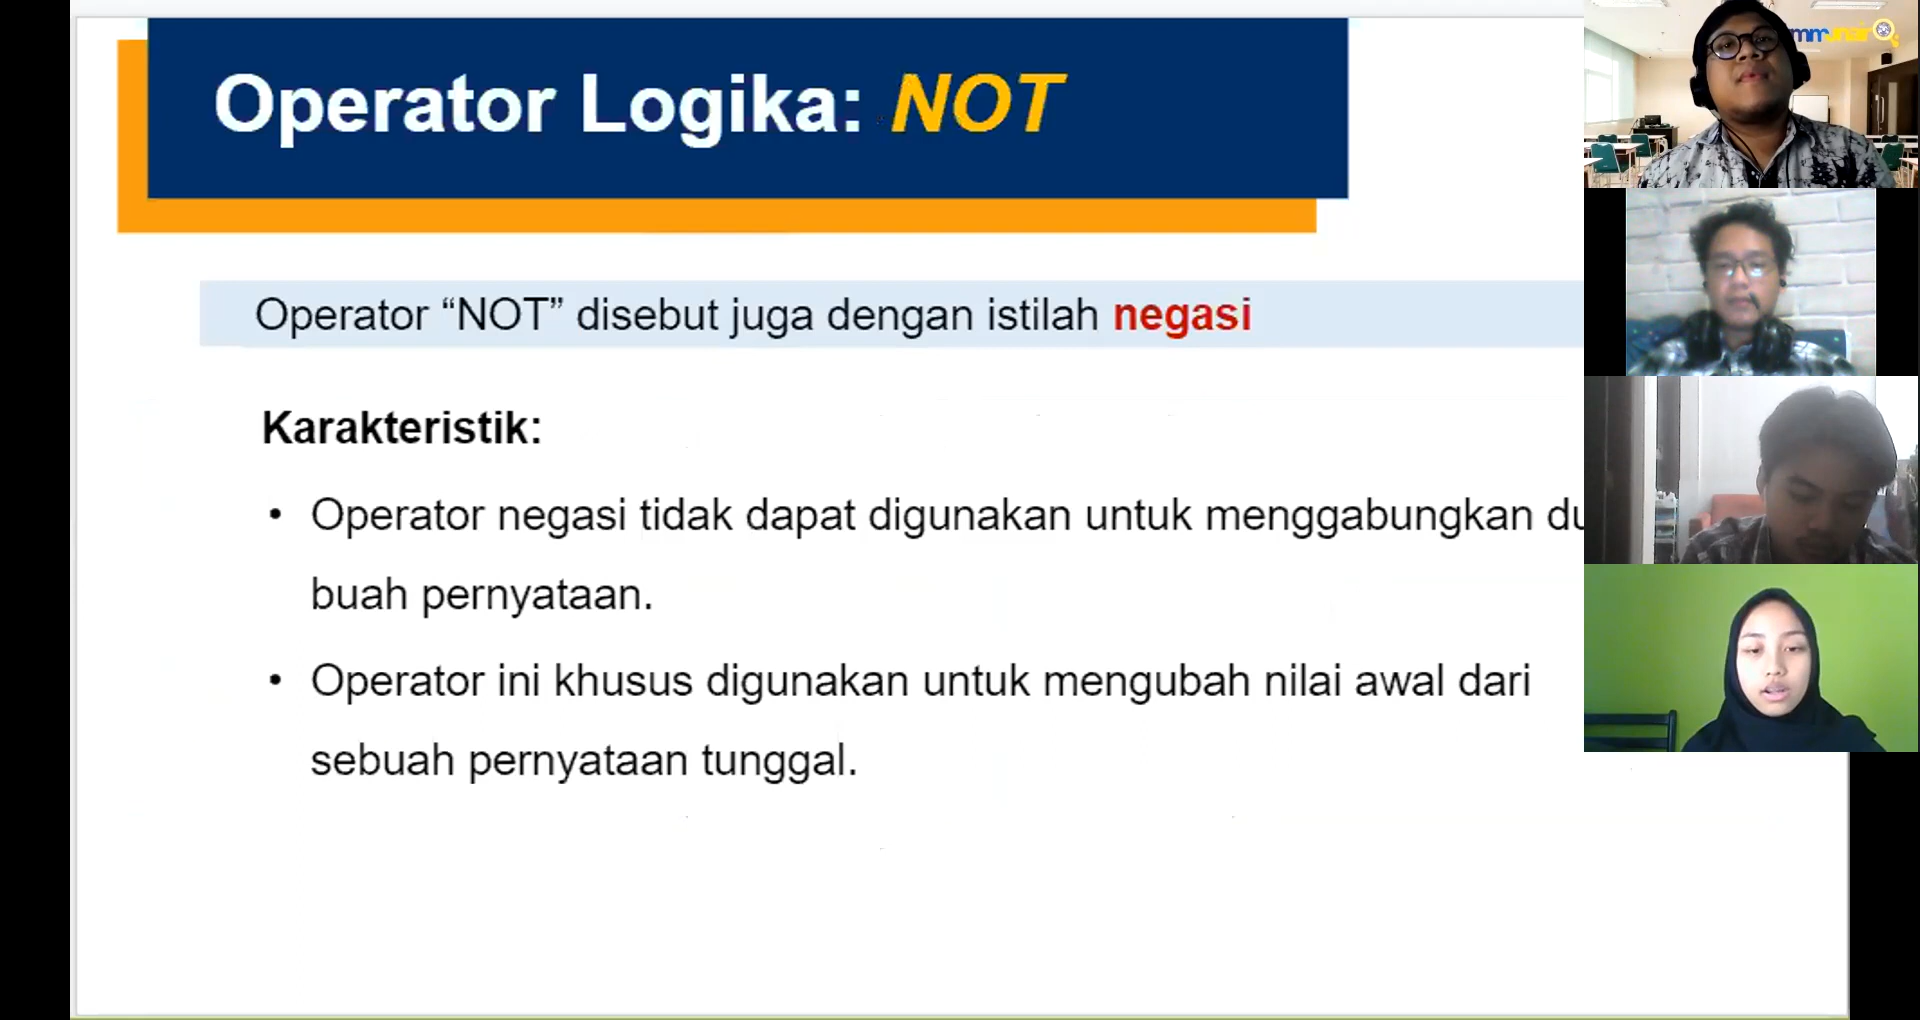 Operator Logika: NOT
Operator “NOT” disebut juga dengan istilah negasi
Karakteristik:
• Operator negasi tidak dapat digunakan untuk menggabungkan
buah pernyataan.
• Operator ini khusus digunakan untuk mengubah nilai awal dari
sebuah pernyataan tunggal.